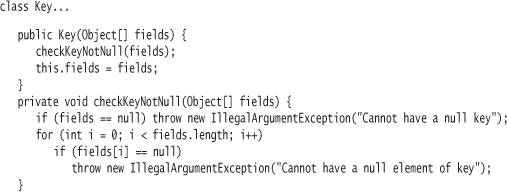 class Key...
public Key(Object[] fields) {
checkKeyNotNull(fields);
this.fields = fields;
}
private void checkKeyNotNull(Object[] fields) {
if (fields == null) throw new IllegalArgumentException("Cannot have a null key");
for (int i = 0; i < fields.length; i++)
if (fields[i] == null)
throw new IllegalArgumentException("Cannot have a null element of key");
}